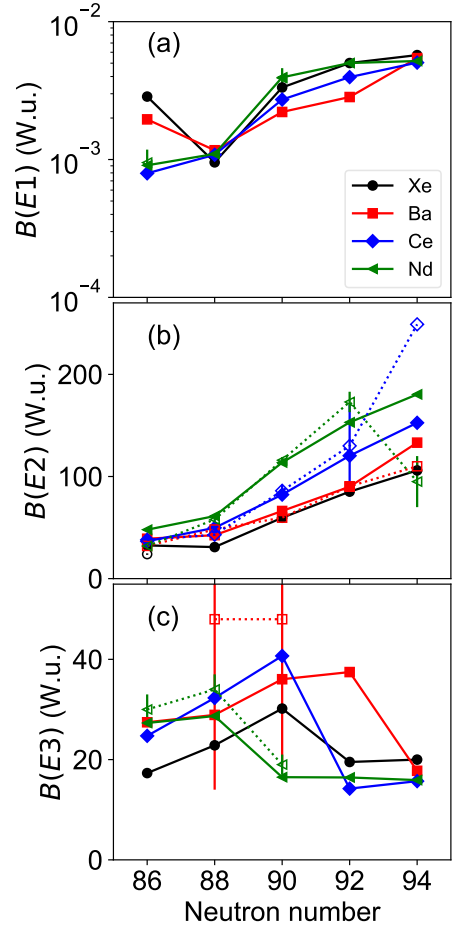 10⁻²
(a)
10⁻³
B(E1) (W.u.)
Xe
Ba
Ce
Nd
10⁻⁴
(b)
200
100
0
B(E2) (W.u.)
(c)
40
20
0
B(E3) (W.u.)
86 88 90 92 94
Neutron number